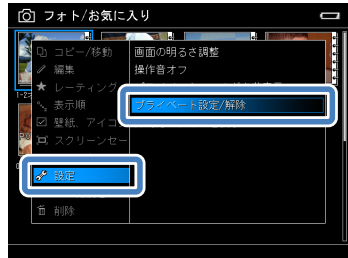 フォト/お気に入り
コピー/移動
編集
レーティング
表示順
壁紙、アイコ
スクリーンセー
設定
削除
画面の明るさ調整
操作音オフ
プライベート設定/解除